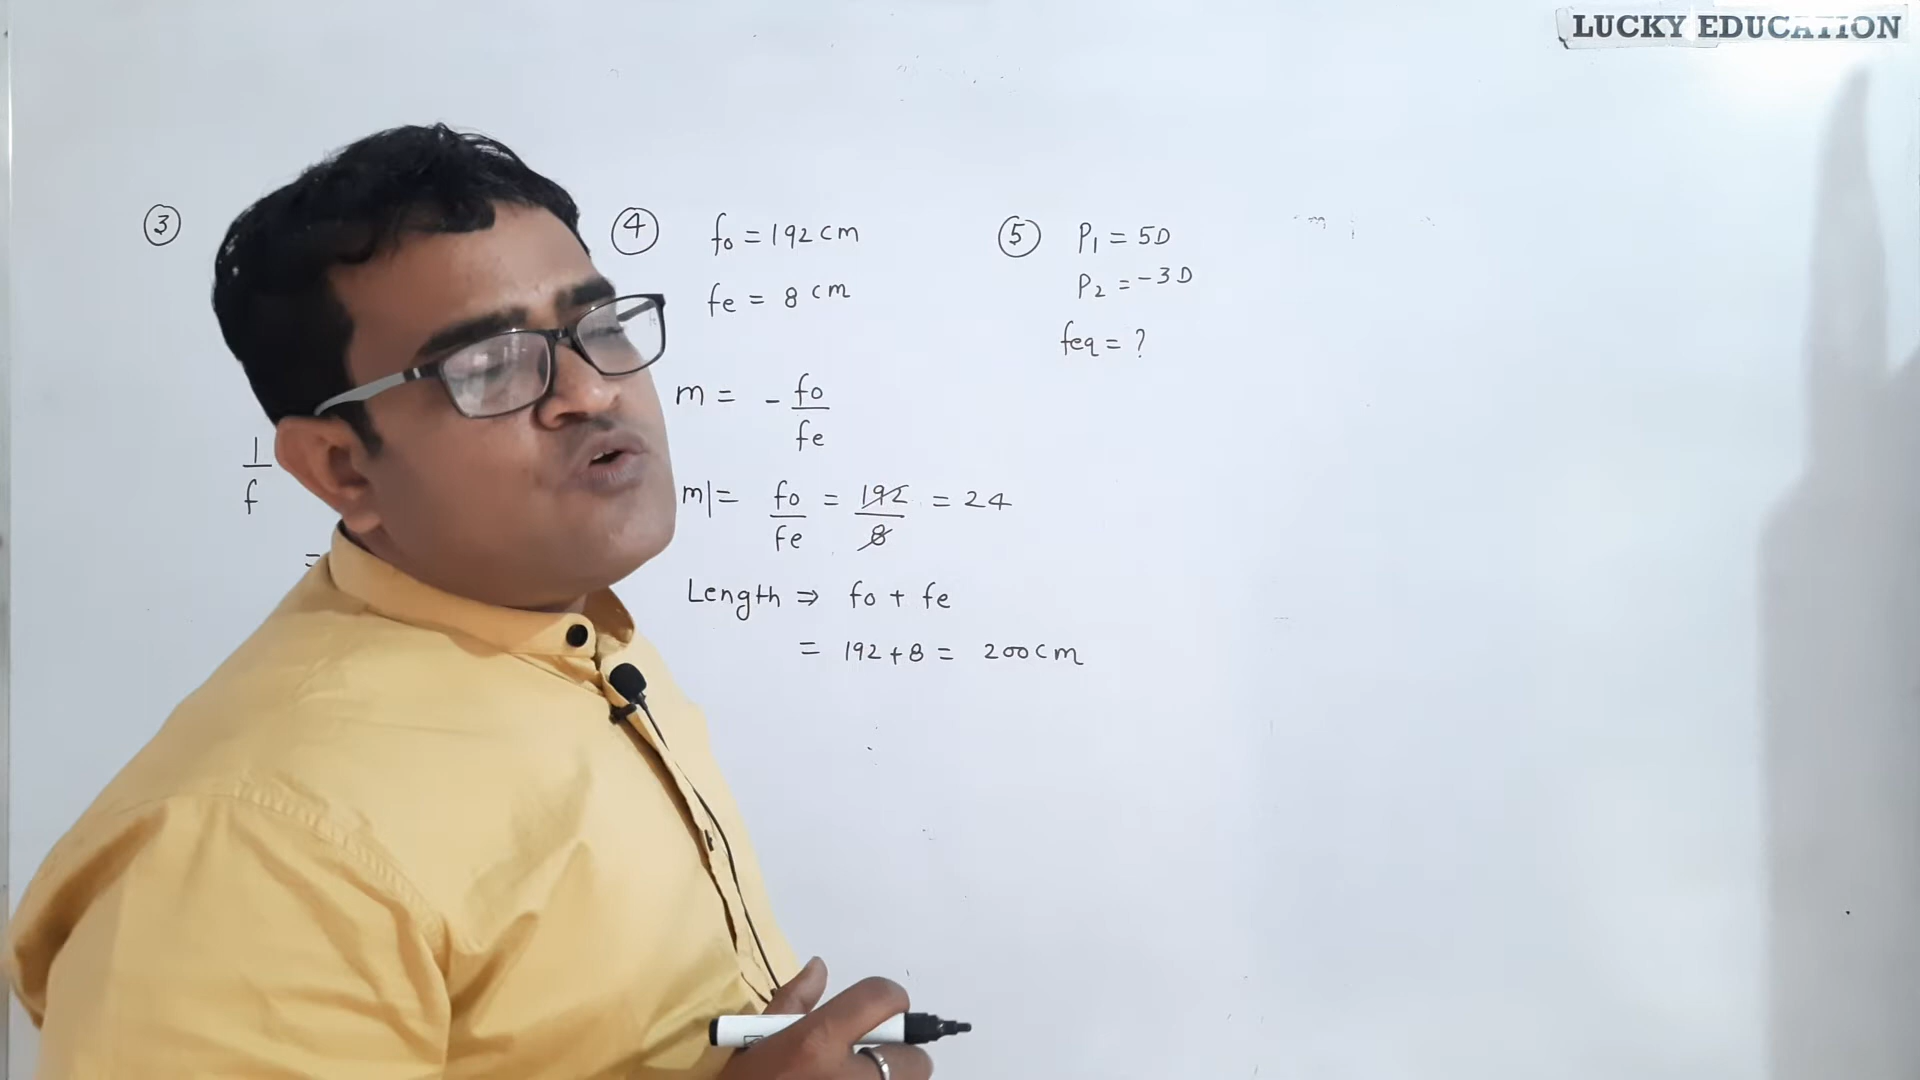 LUCKY EDUCATION
③
1
f
=
④ fo = 192 cm
fe = 8 cm
m = - fo
fe
m| = fo = 192 = 24
fe 8
Length ⇒ fo + fe
= 192 + 8 = 200 cm
⑤ P1 = 5D
P2 = -3D
feq = ?